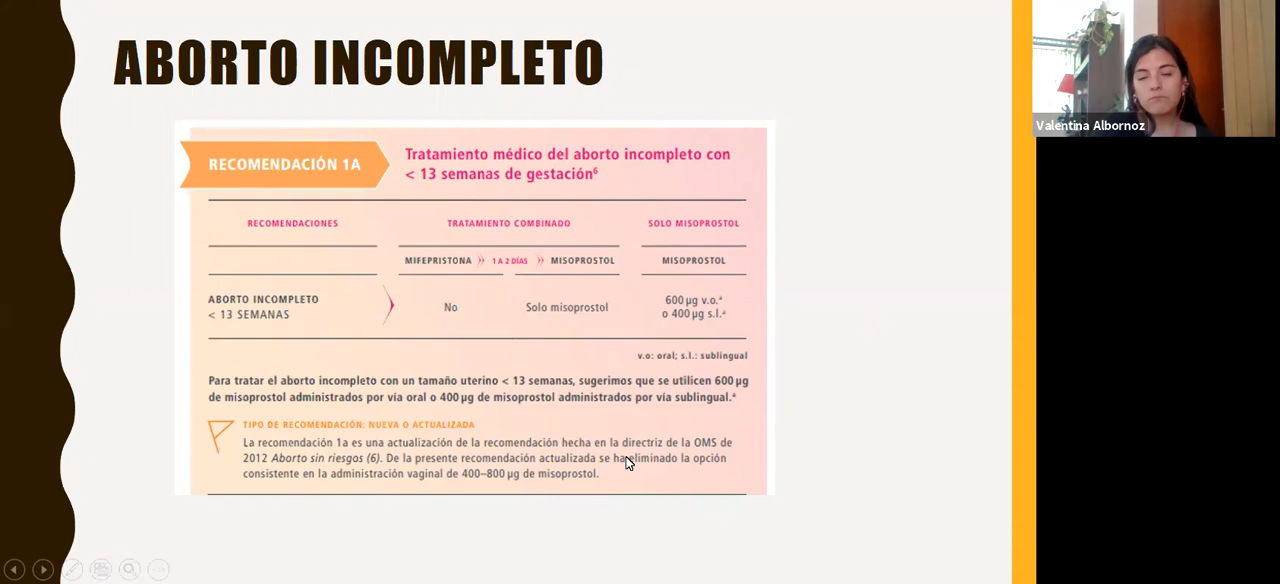 ABORTO INCOMPLETO
Valentina Albornoz
RECOMENDACIÓN 1A
Tratamiento médico del aborto incompleto con
< 13 semanas de gestación⁶
RECOMENDACIONES
TRATAMIENTO COMBINADO
SOLO MISOPROSTOL
MIFEPRISTONA
1 A 2 DÍAS
MISOPROSTOL
MISOPROSTOL
ABORTO INCOMPLETO
< 13 SEMANAS
No
Solo misoprostol
600 µg v.o.⁴
o 400 µg s.l.⁴
v.o: oral; s.l.: sublingual
Para tratar el aborto incompleto con un tamaño uterino < 13 semanas, sugerimos que se utilicen 600 µg
de misoprostol administrados por vía oral o 400 µg de misoprostol administrados por vía sublingual.⁴
TIPO DE RECOMENDACIÓN: NUEVA O ACTUALIZADA
La recomendación 1a es una actualización de la recomendación hecha en la directriz de la OMS de
2012 Aborto sin riesgos (6). De la presente recomendación actualizada se ha eliminado la opción
consistente en la administración vaginal de 400–800 µg de misoprostol.